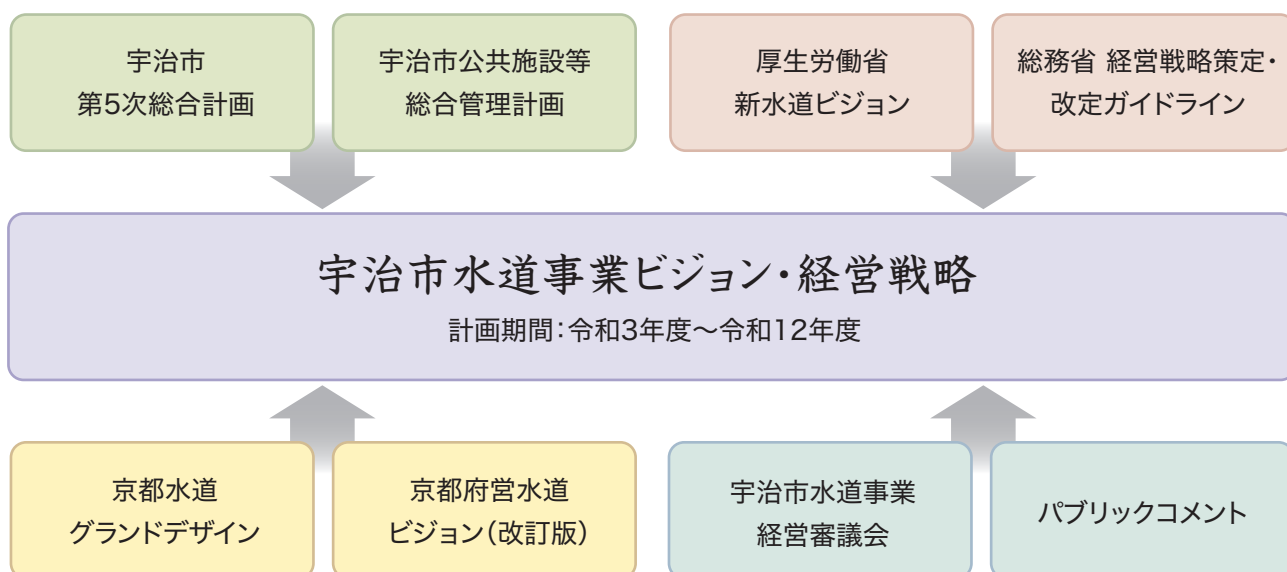 宇治市
第5次総合計画
宇治市公共施設等
総合管理計画
厚生労働省
新水道ビジョン
総務省 経営戦略策定・
改定ガイドライン
宇治市水道事業ビジョン・経営戦略
計画期間：令和3年度〜令和12年度
京都水道
グランドデザイン
京都府営水道
ビジョン（改訂版）
宇治市水道事業
経営審議会
パブリックコメント